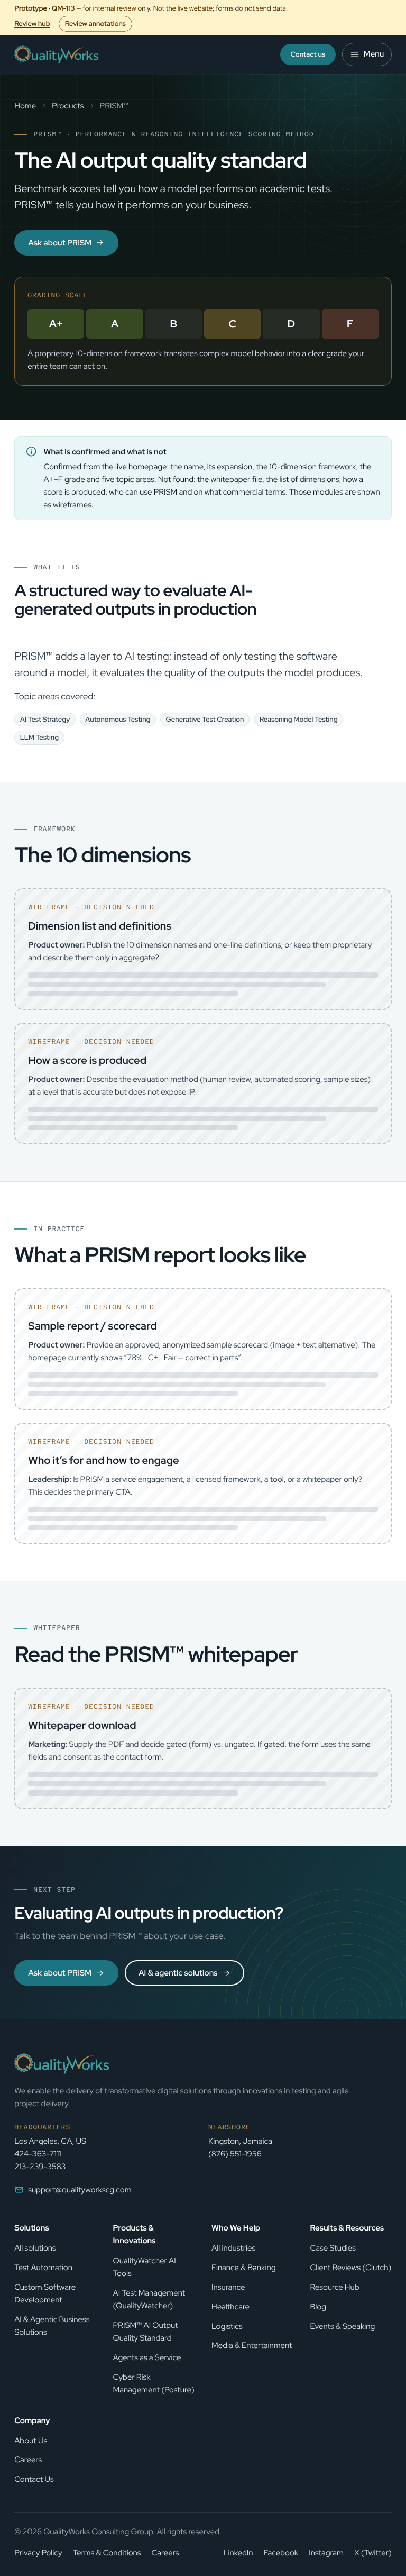 Prototype · QM-113 — for internal review only. Not the live website; forms do not send data.
Review hub
Review annotations
QualityWorks
Contact us
Menu
Home › Products › PRISM™
PRISM™ · PERFORMANCE & REASONING INTELLIGENCE SCORING METHOD
The AI output quality standard
Benchmark scores tell you how a model performs on academic tests.
PRISM™ tells you how it performs on your business.
Ask about PRISM →
GRADING SCALE
A+ A B C D F
A proprietary 10-dimension framework translates complex model behavior into a clear grade your
entire team can act on.
What is confirmed and what is not
Confirmed from the live homepage: the name, its expansion, the 10-dimension framework, the
A+–F grade and five topic areas. Not found: the whitepaper file, the list of dimensions, how a
score is produced, who can use PRISM and on what commercial terms. Those modules are shown
as wireframes.
WHAT IT IS
A structured way to evaluate AI-
generated outputs in production
PRISM™ adds a layer to AI testing: instead of only testing the software
around a model, it evaluates the quality of the outputs the model produces.
Topic areas covered:
AI Test Strategy
Autonomous Testing
Generative Test Creation
Reasoning Model Testing
LLM Testing
FRAMEWORK
The 10 dimensions
WIREFRAME · DECISION NEEDED
Dimension list and definitions
Product owner: Publish the 10 dimension names and one-line definitions, or keep them proprietary
and describe them only in aggregate?
WIREFRAME · DECISION NEEDED
How a score is produced
Product owner: Describe the evaluation method (human review, automated scoring, sample sizes)
at a level that is accurate but does not expose IP.
IN PRACTICE
What a PRISM report looks like
WIREFRAME · DECISION NEEDED
Sample report / scorecard
Product owner: Provide an approved, anonymized sample scorecard (image + text alternative). The
homepage currently shows “78% · C+ · Fair — correct in parts”.
WIREFRAME · DECISION NEEDED
Who it’s for and how to engage
Leadership: Is PRISM a service engagement, a licensed framework, a tool, or a whitepaper only?
This decides the primary CTA.
WHITEPAPER
Read the PRISM™ whitepaper
WIREFRAME · DECISION NEEDED
Whitepaper download
Marketing: Supply the PDF and decide gated (form) vs. ungated. If gated, the form uses the same
fields and consent as the contact form.
NEXT STEP
Evaluating AI outputs in production?
Talk to the team behind PRISM™ about your use case.
Ask about PRISM →
AI & agentic solutions →
QualityWorks
We enable the delivery of transformative digital solutions through innovations in testing and agile
project delivery.
HEADQUARTERS
Los Angeles, CA, US
424-363-7111
213-239-3583
NEARSHORE
Kingston, Jamaica
(876) 551-1956
support@qualityworkscg.com
Solutions
All solutions
Test Automation
Custom Software
Development
AI & Agentic Business
Solutions
Products &
Innovations
QualityWatcher AI
Tools
AI Test Management
(QualityWatcher)
PRISM™ AI Output
Quality Standard
Agents as a Service
Cyber Risk
Management (Posture)
Who We Help
All industries
Finance & Banking
Insurance
Healthcare
Logistics
Media & Entertainment
Results & Resources
Case Studies
Client Reviews (Clutch)
Resource Hub
Blog
Events & Speaking
Company
About Us
Careers
Contact Us
© 2026 QualityWorks Consulting Group. All rights reserved.
Privacy Policy Terms & Conditions Careers
LinkedIn Facebook Instagram X (Twitter)